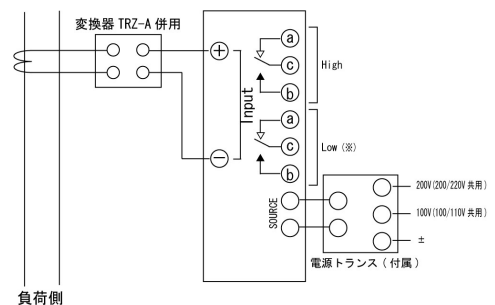 変換器 TRZ-A 併用
+
−
Input
a
c
b
High
a
c
b
Low (※)
SOURCE
200V(200/220V 共用)
100V(100/110V 共用)
±
電源トランス ( 付属 )
負荷側